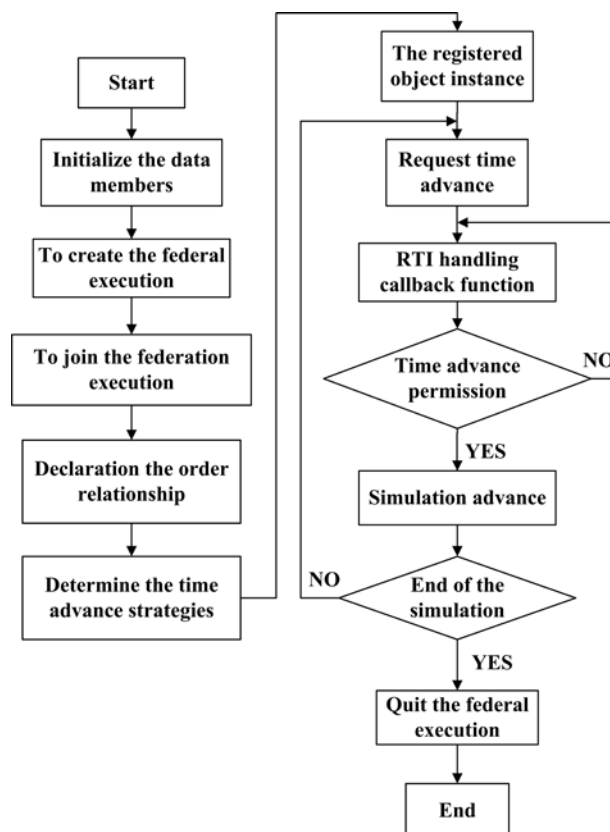 Start
Initialize the data
members
To create the federal
execution
To join the federation
execution
Declaration the order
relationship
Determine the time
advance strategies
The registered
object instance
Request time
advance
RTI handling
callback function
Time advance
permission
NO
YES
Simulation advance
End of the
simulation
NO
YES
Quit the federal
execution
End